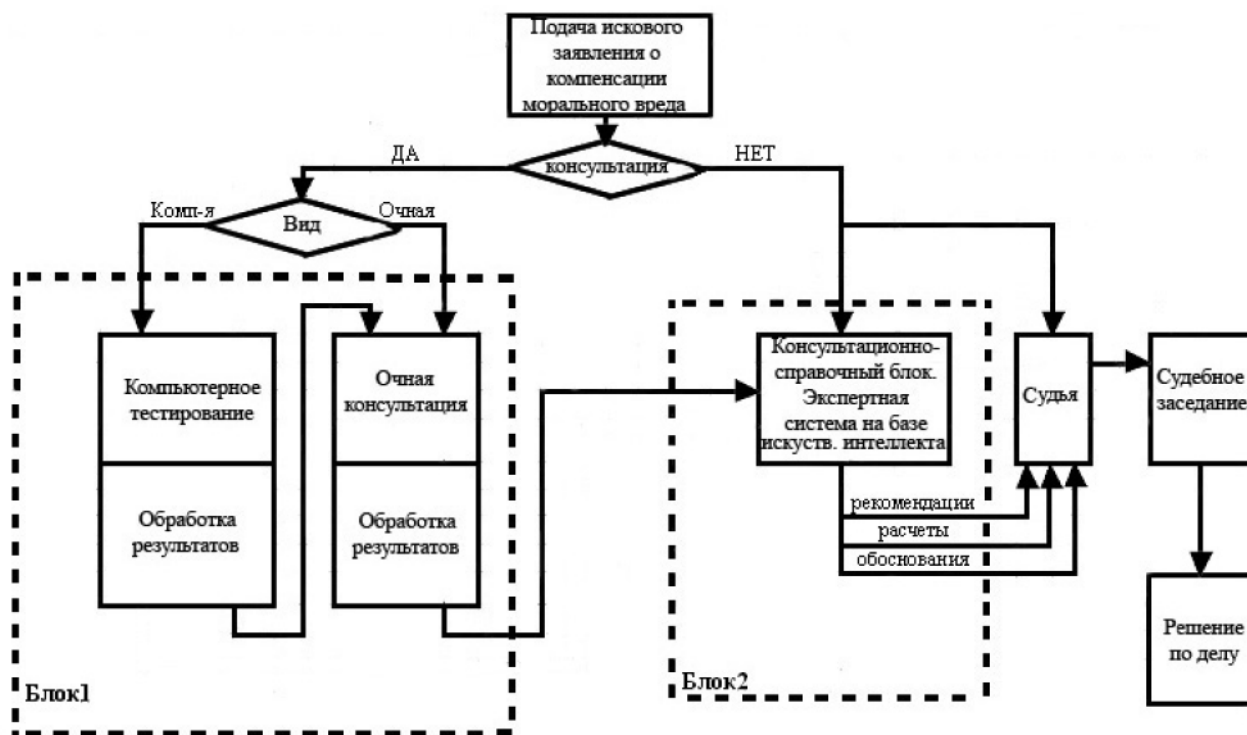 Подача искового
заявления о
компенсации
морального вреда
ДА
консультация
НЕТ
Комп-я
Вид
Очная
Компьютерное
тестирование
Обработка
результатов
Очная
консультация
Обработка
результатов
Блок1
Консультационно-
справочный блок.
Экспертная
система на базе
искуств. интеллекта
рекомендации
расчеты
обоснования
Блок2
Судья
Судебное
заседание
Решение
по делу